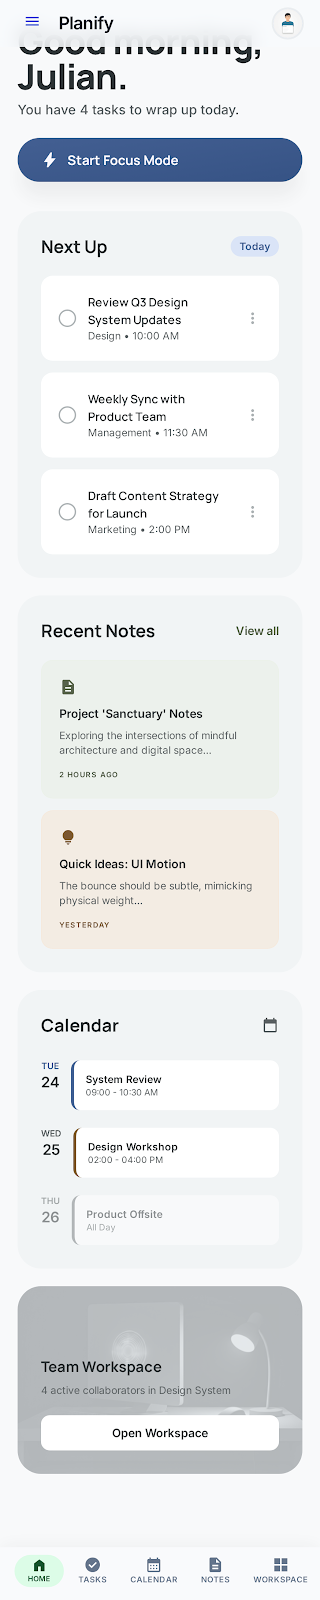 Planify
Good morning,
Julian.
You have 4 tasks to wrap up today.
Start Focus Mode
Next Up
Today
Review Q3 Design
System Updates
Design • 10:00 AM
Weekly Sync with
Product Team
Management • 11:30 AM
Draft Content Strategy
for Launch
Marketing • 2:00 PM
Recent Notes
View all
Project 'Sanctuary' Notes
Exploring the intersections of mindful
architecture and digital space...
2 HOURS AGO
Quick Ideas: UI Motion
The bounce should be subtle, mimicking
physical weight...
YESTERDAY
Calendar
TUE
24
System Review
09:00 - 10:30 AM
WED
25
Design Workshop
02:00 - 04:00 PM
THU
26
Product Offsite
All Day
Team Workspace
4 active collaborators in Design System
Open Workspace
HOME
TASKS
CALENDAR
NOTES
WORKSPACE